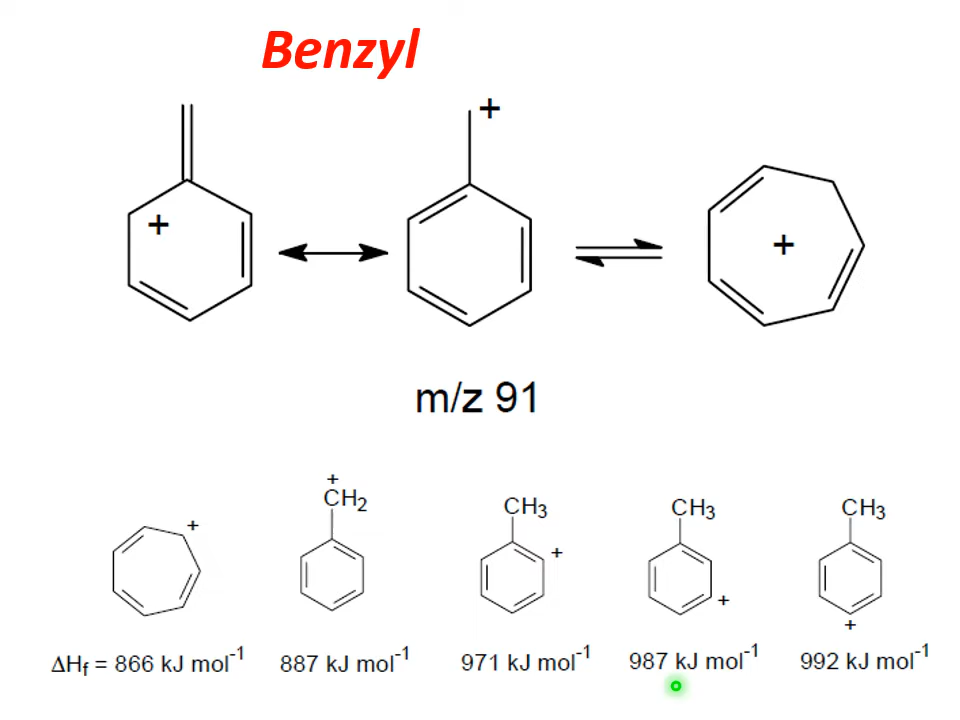 Benzyl
+
+
+
m/z 91
+
CH₂
+
CH₃
+
CH₃
+
CH₃
+
ΔHf = 866 kJ mol⁻¹ 887 kJ mol⁻¹ 971 kJ mol⁻¹ 987 kJ mol⁻¹ 992 kJ mol⁻¹